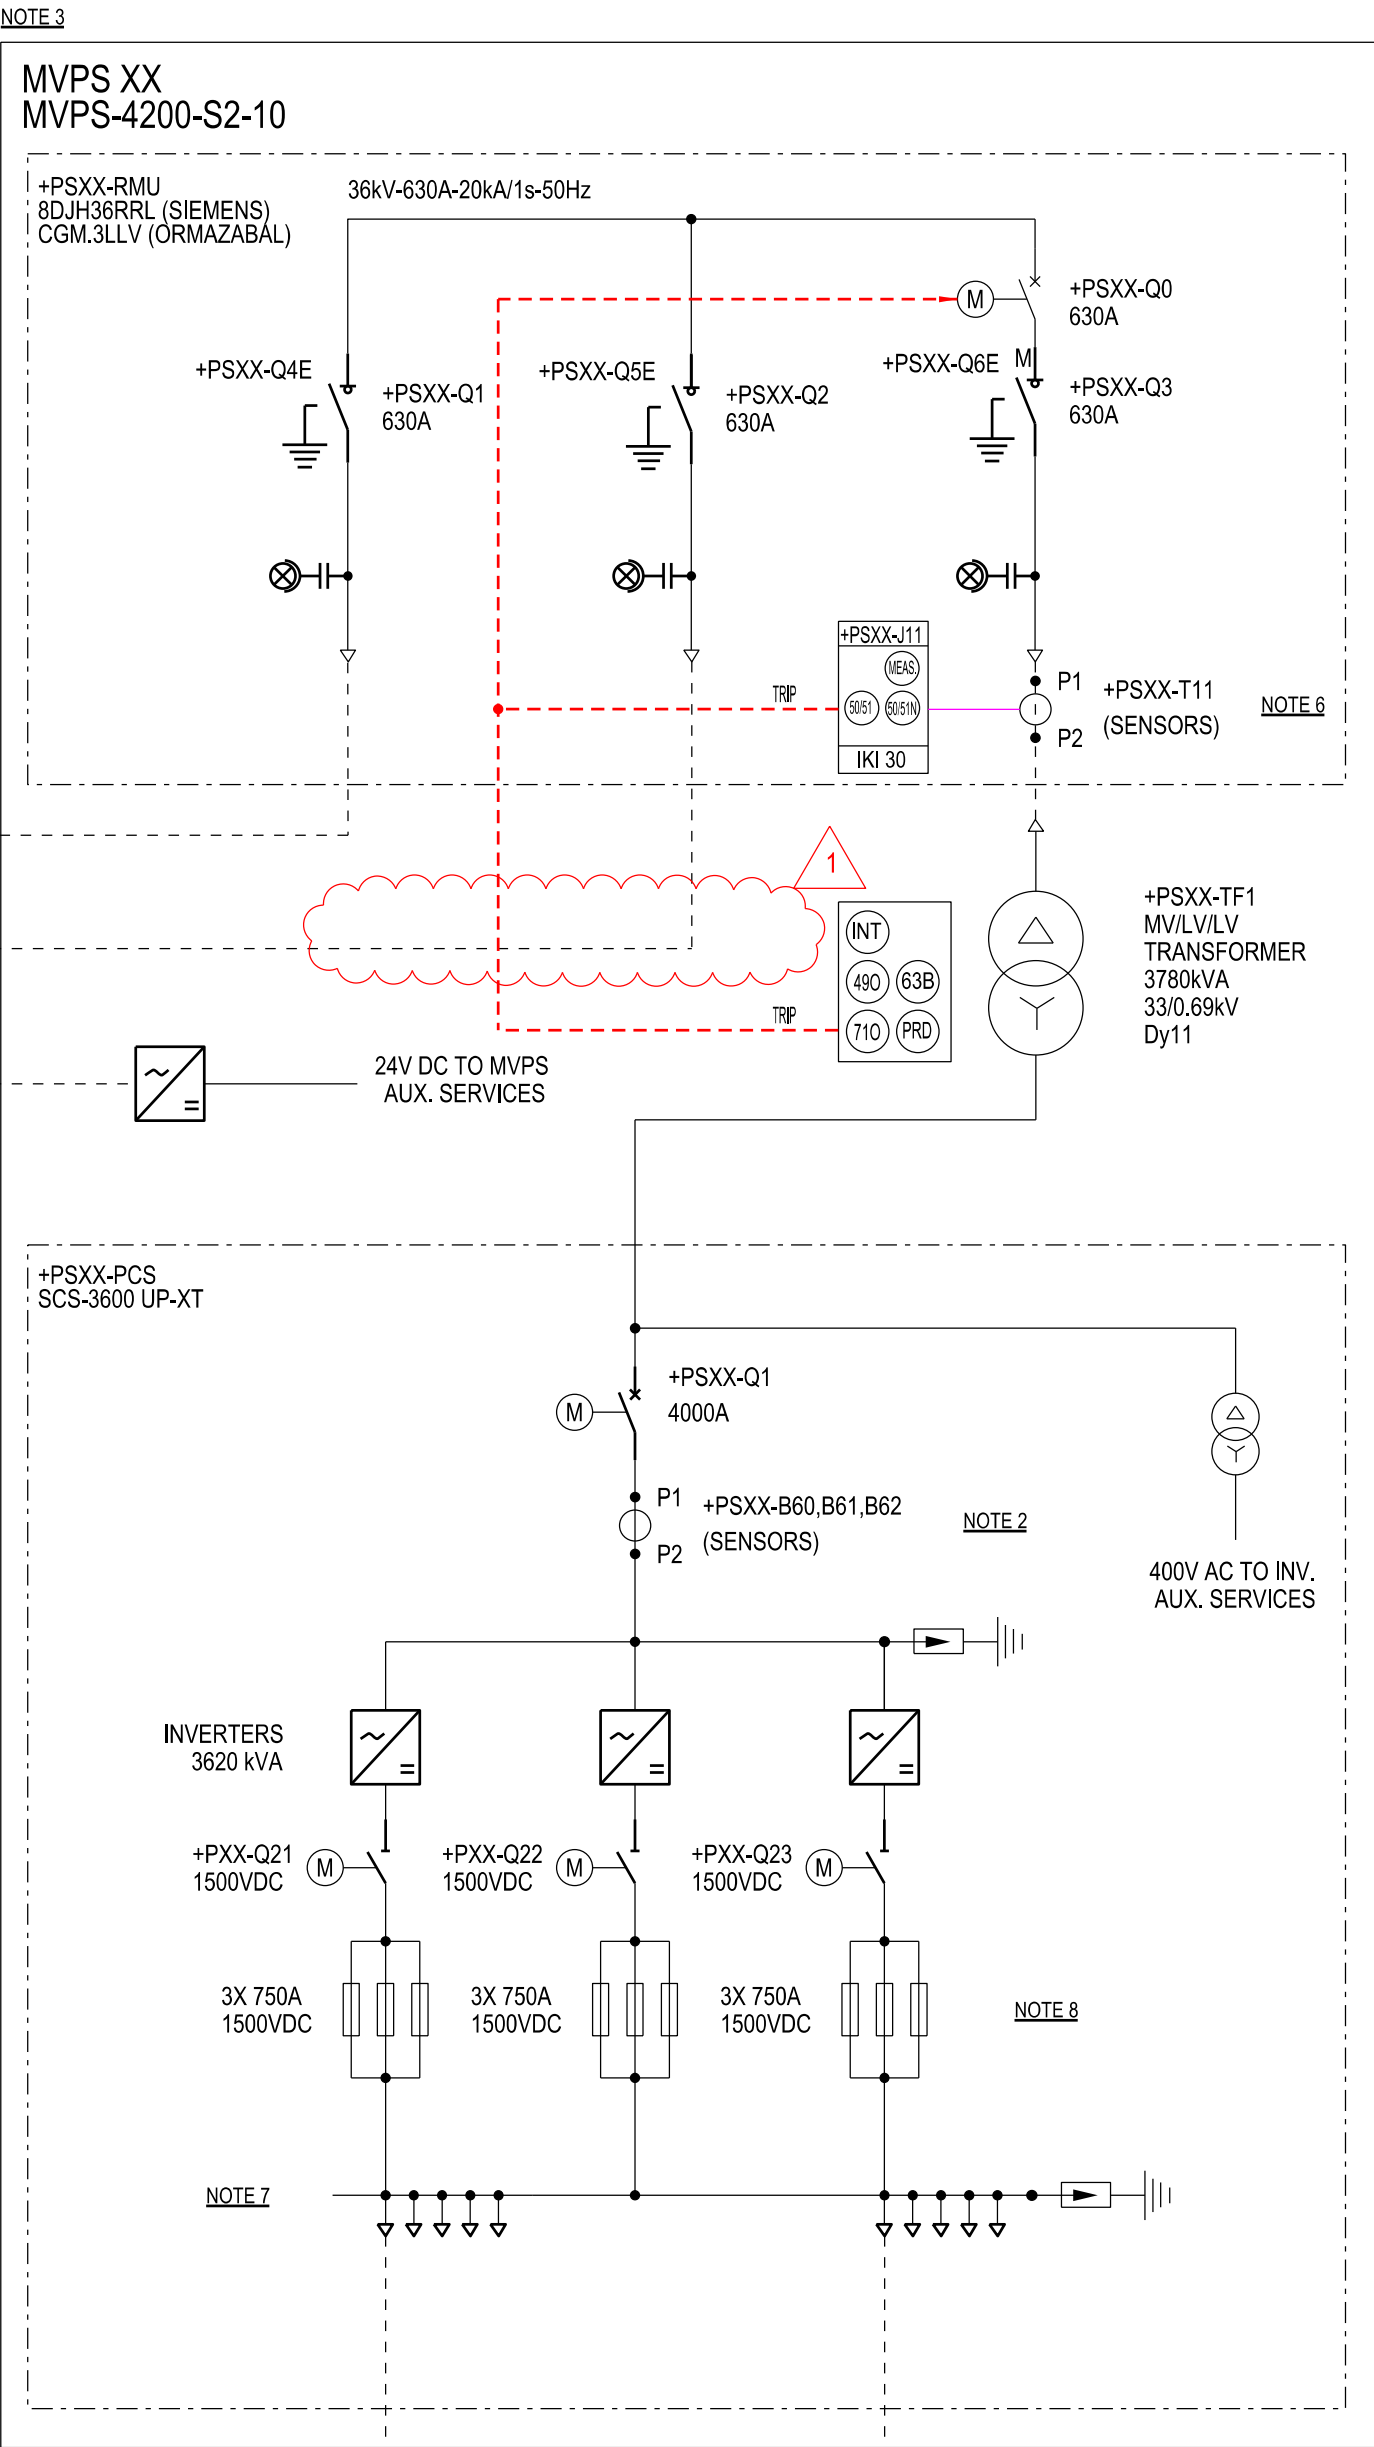 NOTE 3
MVPS XX
MVPS-4200-S2-10
+PSXX-RMU
8DJH36RRL (SIEMENS)
CGM.3LLV (ORMAZABAL)
36kV-630A-20kA/1s-50Hz
M
+PSXX-Q0
630A
+PSXX-Q4E
+PSXX-Q1
630A
+PSXX-Q5E
+PSXX-Q2
630A
+PSXX-Q6E
M
+PSXX-Q3
630A
+PSXX-J11
MEAS.
50/51
50/51N
IKI 30
TRIP
P1
P2
+PSXX-T11
(SENSORS)
NOTE 6
1
INT
49O
63B
71O
PRD
TRIP
+PSXX-TF1
MV/LV/LV
TRANSFORMER
3780kVA
33/0.69kV
Dy11
24V DC TO MVPS
AUX. SERVICES
+PSXX-PCS
SCS-3600 UP-XT
M
+PSXX-Q1
4000A
P1
P2
+PSXX-B60,B61,B62
(SENSORS)
NOTE 2
400V AC TO INV.
AUX. SERVICES
INVERTERS
3620 kVA
+PXX-Q21
1500VDC
M
+PXX-Q22
1500VDC
M
+PXX-Q23
1500VDC
M
3X 750A
1500VDC
3X 750A
1500VDC
3X 750A
1500VDC
NOTE 8
NOTE 7